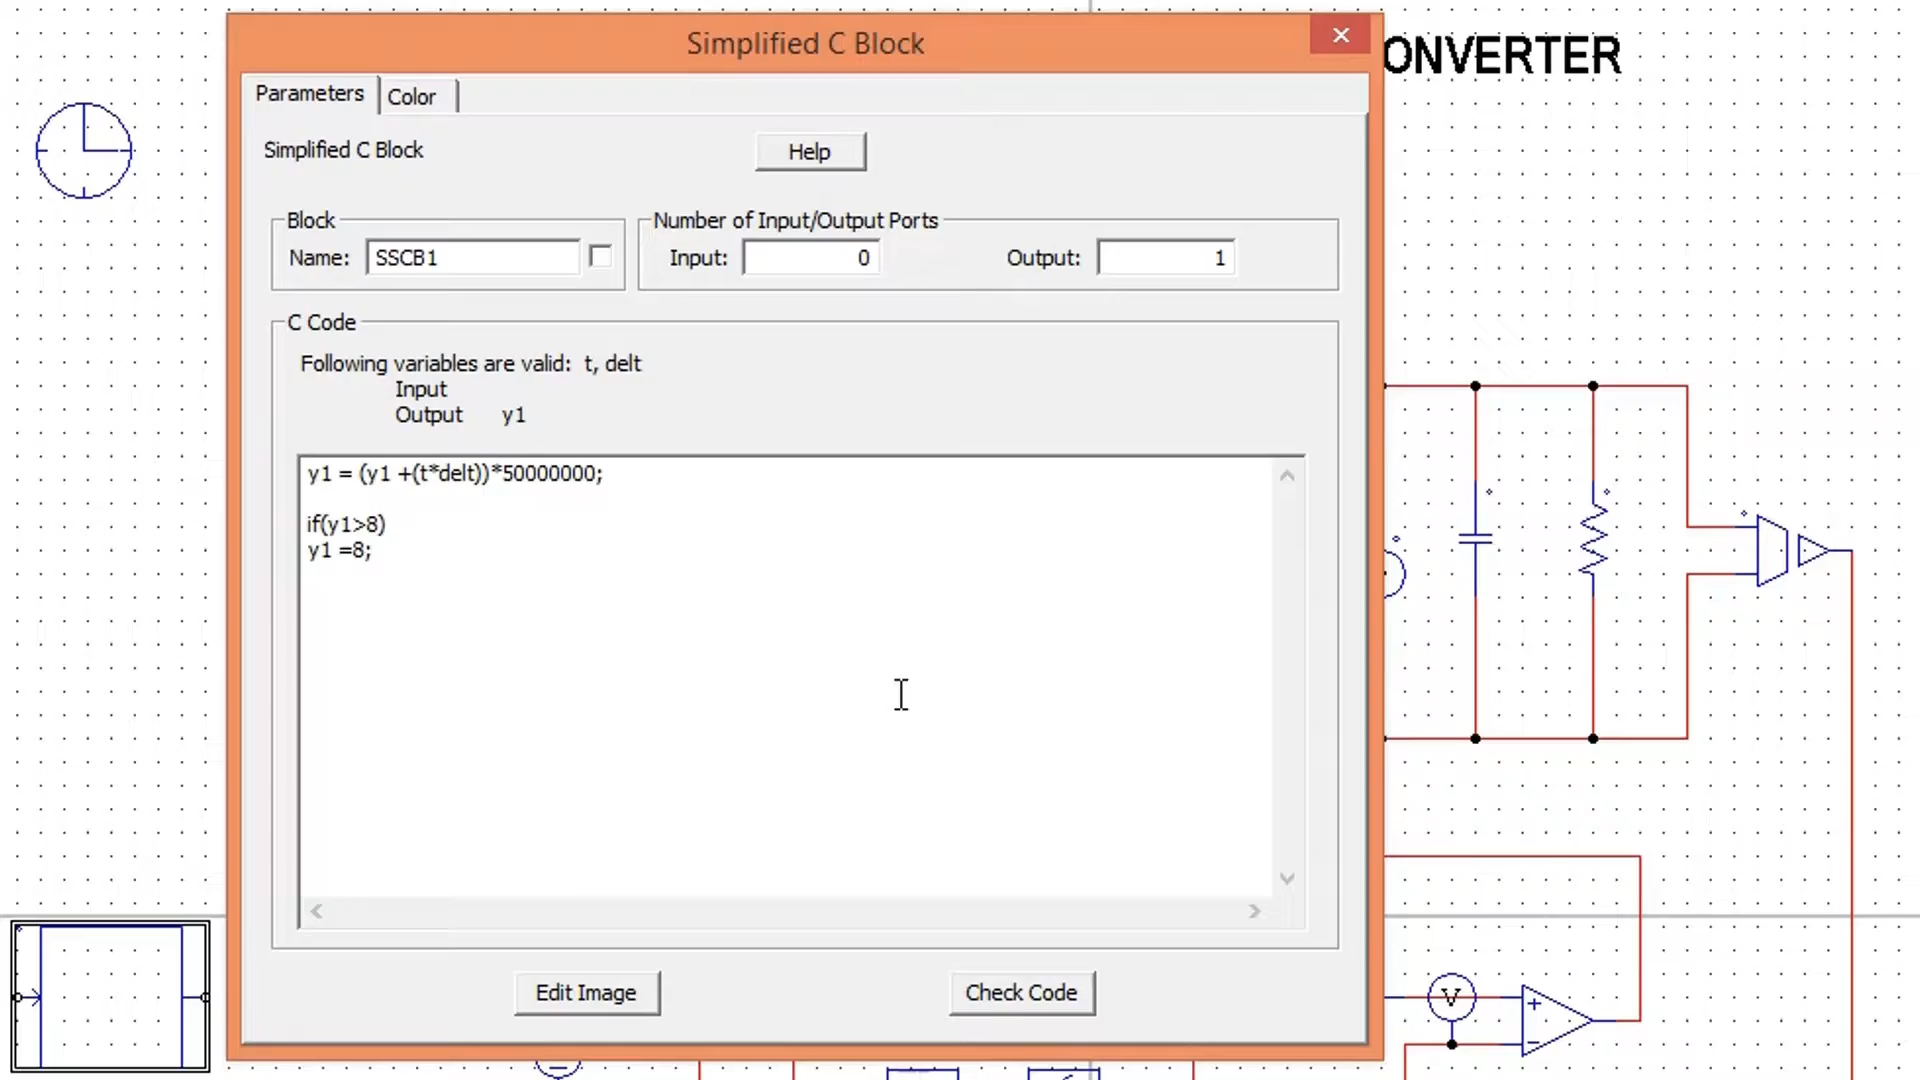 Simplified C Block
ONVERTER
Parameters
Color
Simplified C Block
Help
Block
Name: SSCB1
Number of Input/Output Ports
Input: 0
Output: 1
C Code
Following variables are valid: t, delt
Input
Output y1
y1 = (y1 +(t*delt))*50000000;
if(y1>8)
y1 =8;
Edit Image
Check Code
V